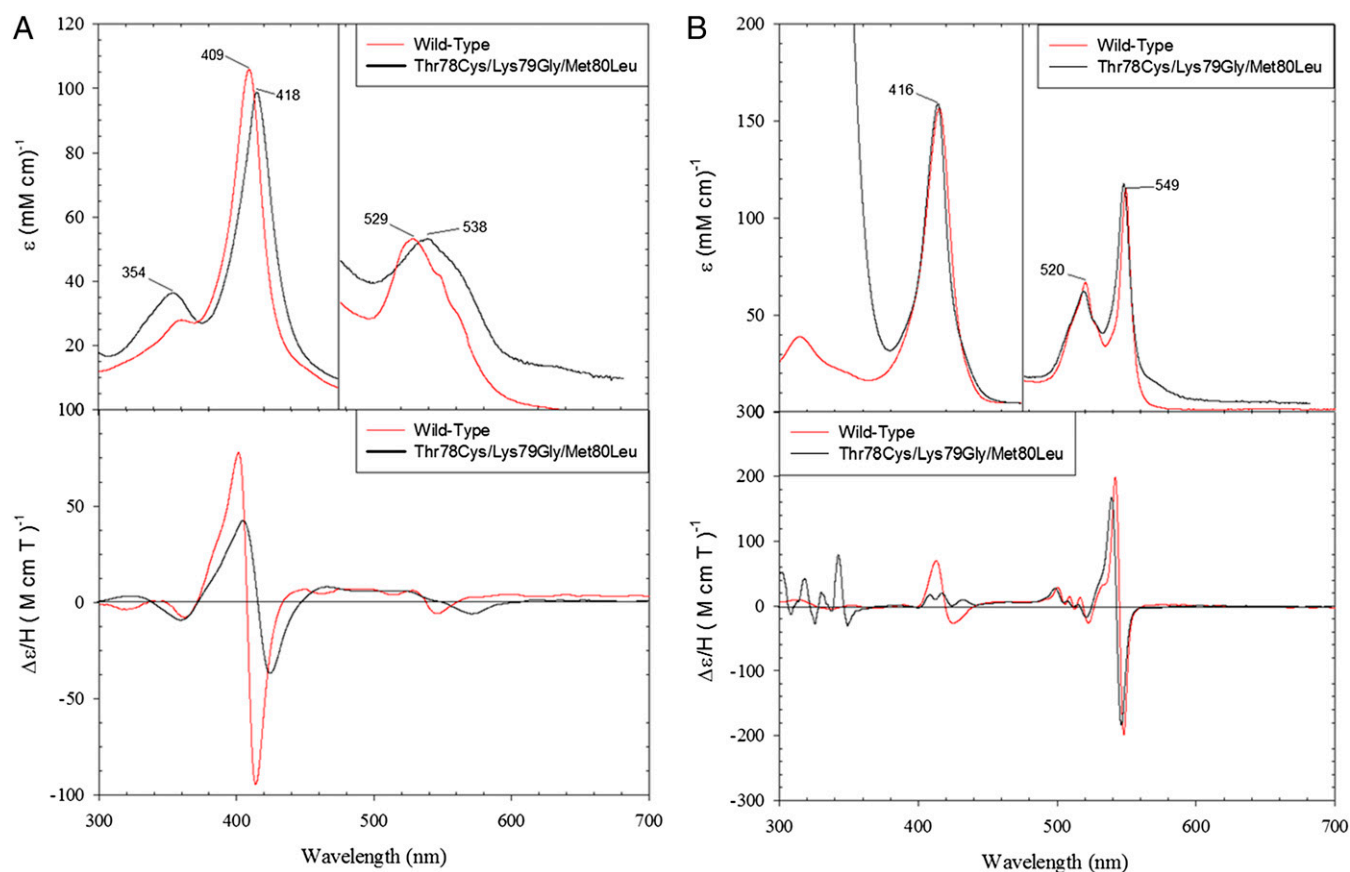 A
120
100
80
60
40
20
100
50
0
-50
-100
ε (mM cm)⁻¹
Δε/H ( M cm T )⁻¹
409
418
354
529
538
Wild-Type
Thr78Cys/Lys79Gly/Met80Leu
Wild-Type
Thr78Cys/Lys79Gly/Met80Leu
300 400 500 600 700
Wavelength (nm)
B
200
150
100
50
300
200
100
0
-100
-200
-300
ε (mM cm)⁻¹
Δε/H ( M cm T )⁻¹
416
520
549
Wild-Type
Thr78Cys/Lys79Gly/Met80Leu
Wild-Type
Thr78Cys/Lys79Gly/Met80Leu
300 400 500 600 700
Wavelength (nm)